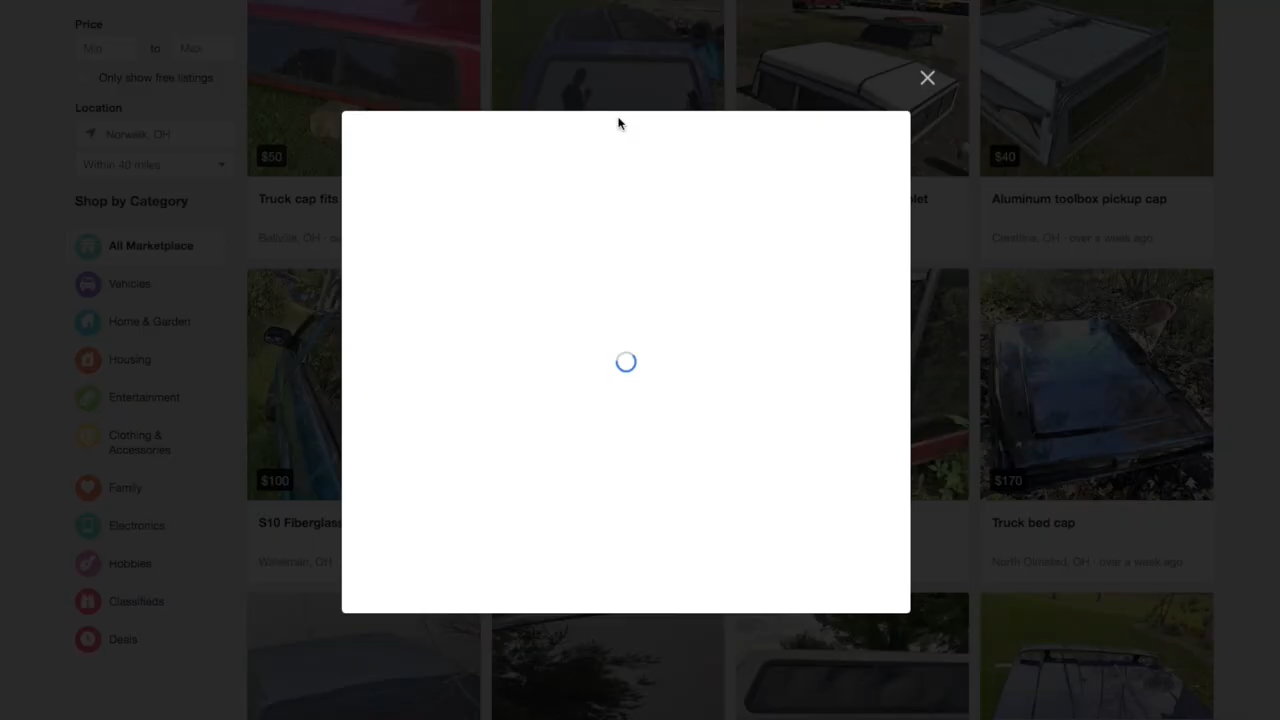 Price
Min to Max
Only show free listings
Location
Norwalk, OH
Within 40 miles
Shop by Category
All Marketplace
Vehicles
Home & Garden
Housing
Entertainment
Clothing &
Accessories
Family
Electronics
Hobbies
Classifieds
Deals
$50
$40
Truck cap fits
Aluminum toolbox pickup cap
Bellville, OH
Crestline, OH · over a week ago
$100
$170
S10 Fiberglass
Truck bed cap
Wakeman, OH
North Olmsted, OH · over a week ago